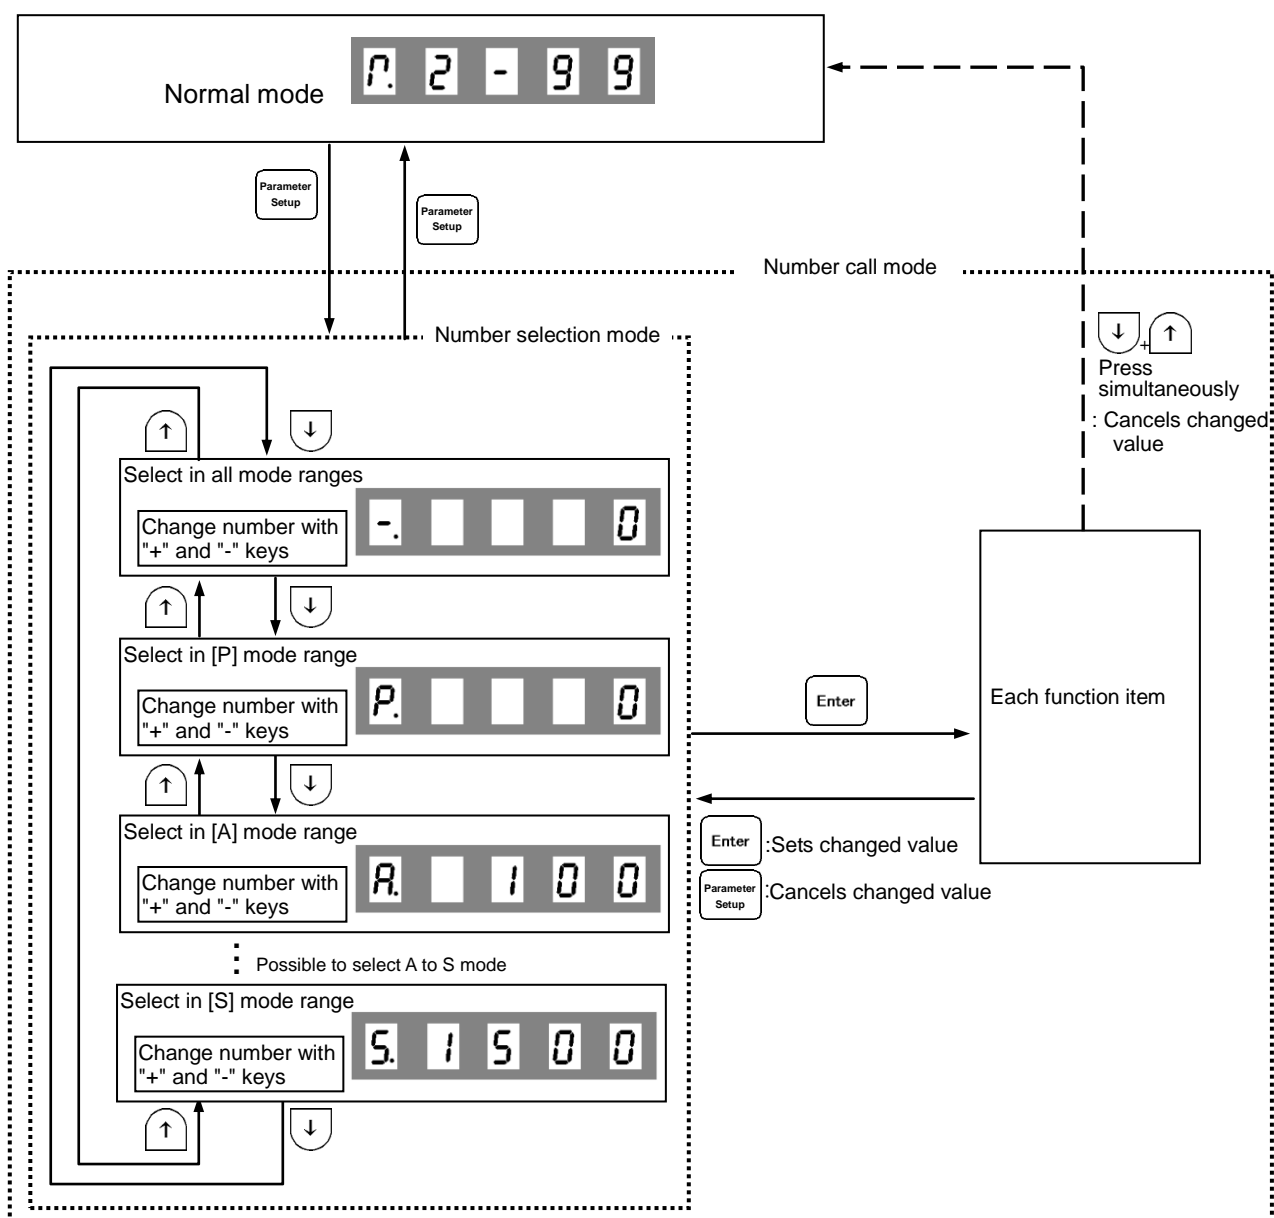 Normal mode
Γ. 2 - 9 9
Parameter
Setup
Parameter
Setup
Number call mode
Number selection mode
↓ + ↑
Press
simultaneously
: Cancels changed
value
↑
↓
Select in all mode ranges
Change number with
"+" and "-" keys
-. 0
↑
↓
Select in [P] mode range
Change number with
"+" and "-" keys
P. 0
Enter
Each function item
↑
↓
Select in [A] mode range
Change number with
"+" and "-" keys
A. 1 0 0
Enter :Sets changed value
Parameter
Setup
:Cancels changed value
⋮ Possible to select A to S mode
Select in [S] mode range
Change number with
"+" and "-" keys
S. 1 5 0 0
↑
↓